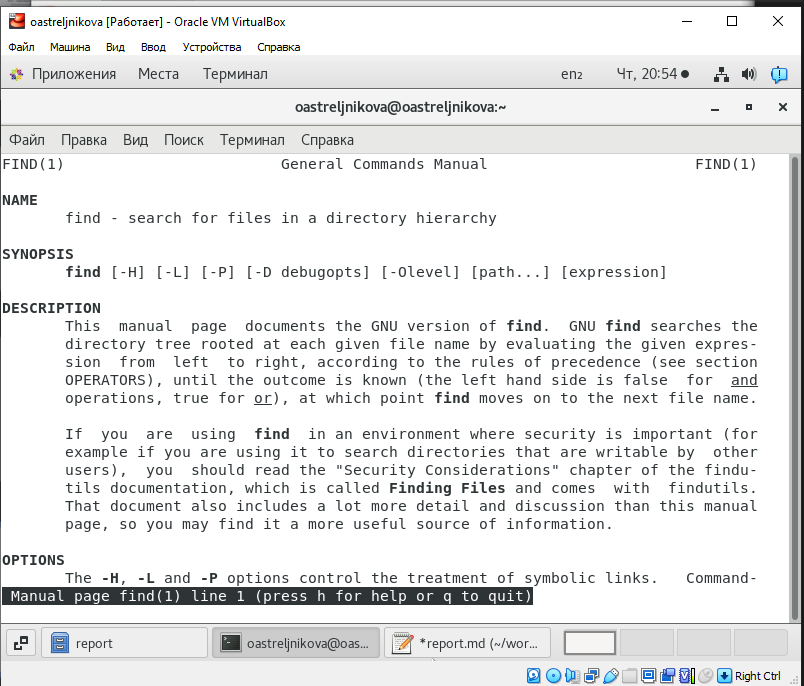 oastreljnikova [Работает] - Oracle VM VirtualBox
Файл Машина Вид Ввод Устройства Справка
Приложения Места Терминал en₂ Чт, 20:54
oastreljnikova@oastreljnikova:~
Файл Правка Вид Поиск Терминал Справка
FIND(1) General Commands Manual FIND(1)
NAME
find - search for files in a directory hierarchy
SYNOPSIS
find [-H] [-L] [-P] [-D debugopts] [-Olevel] [path...] [expression]
DESCRIPTION
This manual page documents the GNU version of find. GNU find searches the
directory tree rooted at each given file name by evaluating the given expres-
sion from left to right, according to the rules of precedence (see section
OPERATORS), until the outcome is known (the left hand side is false for and
operations, true for or), at which point find moves on to the next file name.
If you are using find in an environment where security is important (for
example if you are using it to search directories that are writable by other
users), you should read the "Security Considerations" chapter of the findu-
tils documentation, which is called Finding Files and comes with findutils.
That document also includes a lot more detail and discussion than this manual
page, so you may find it a more useful source of information.
OPTIONS
The -H, -L and -P options control the treatment of symbolic links. Command-
Manual page find(1) line 1 (press h for help or q to quit)
report oastreljnikova@oas... *report.md (~/wor...
Right Ctrl